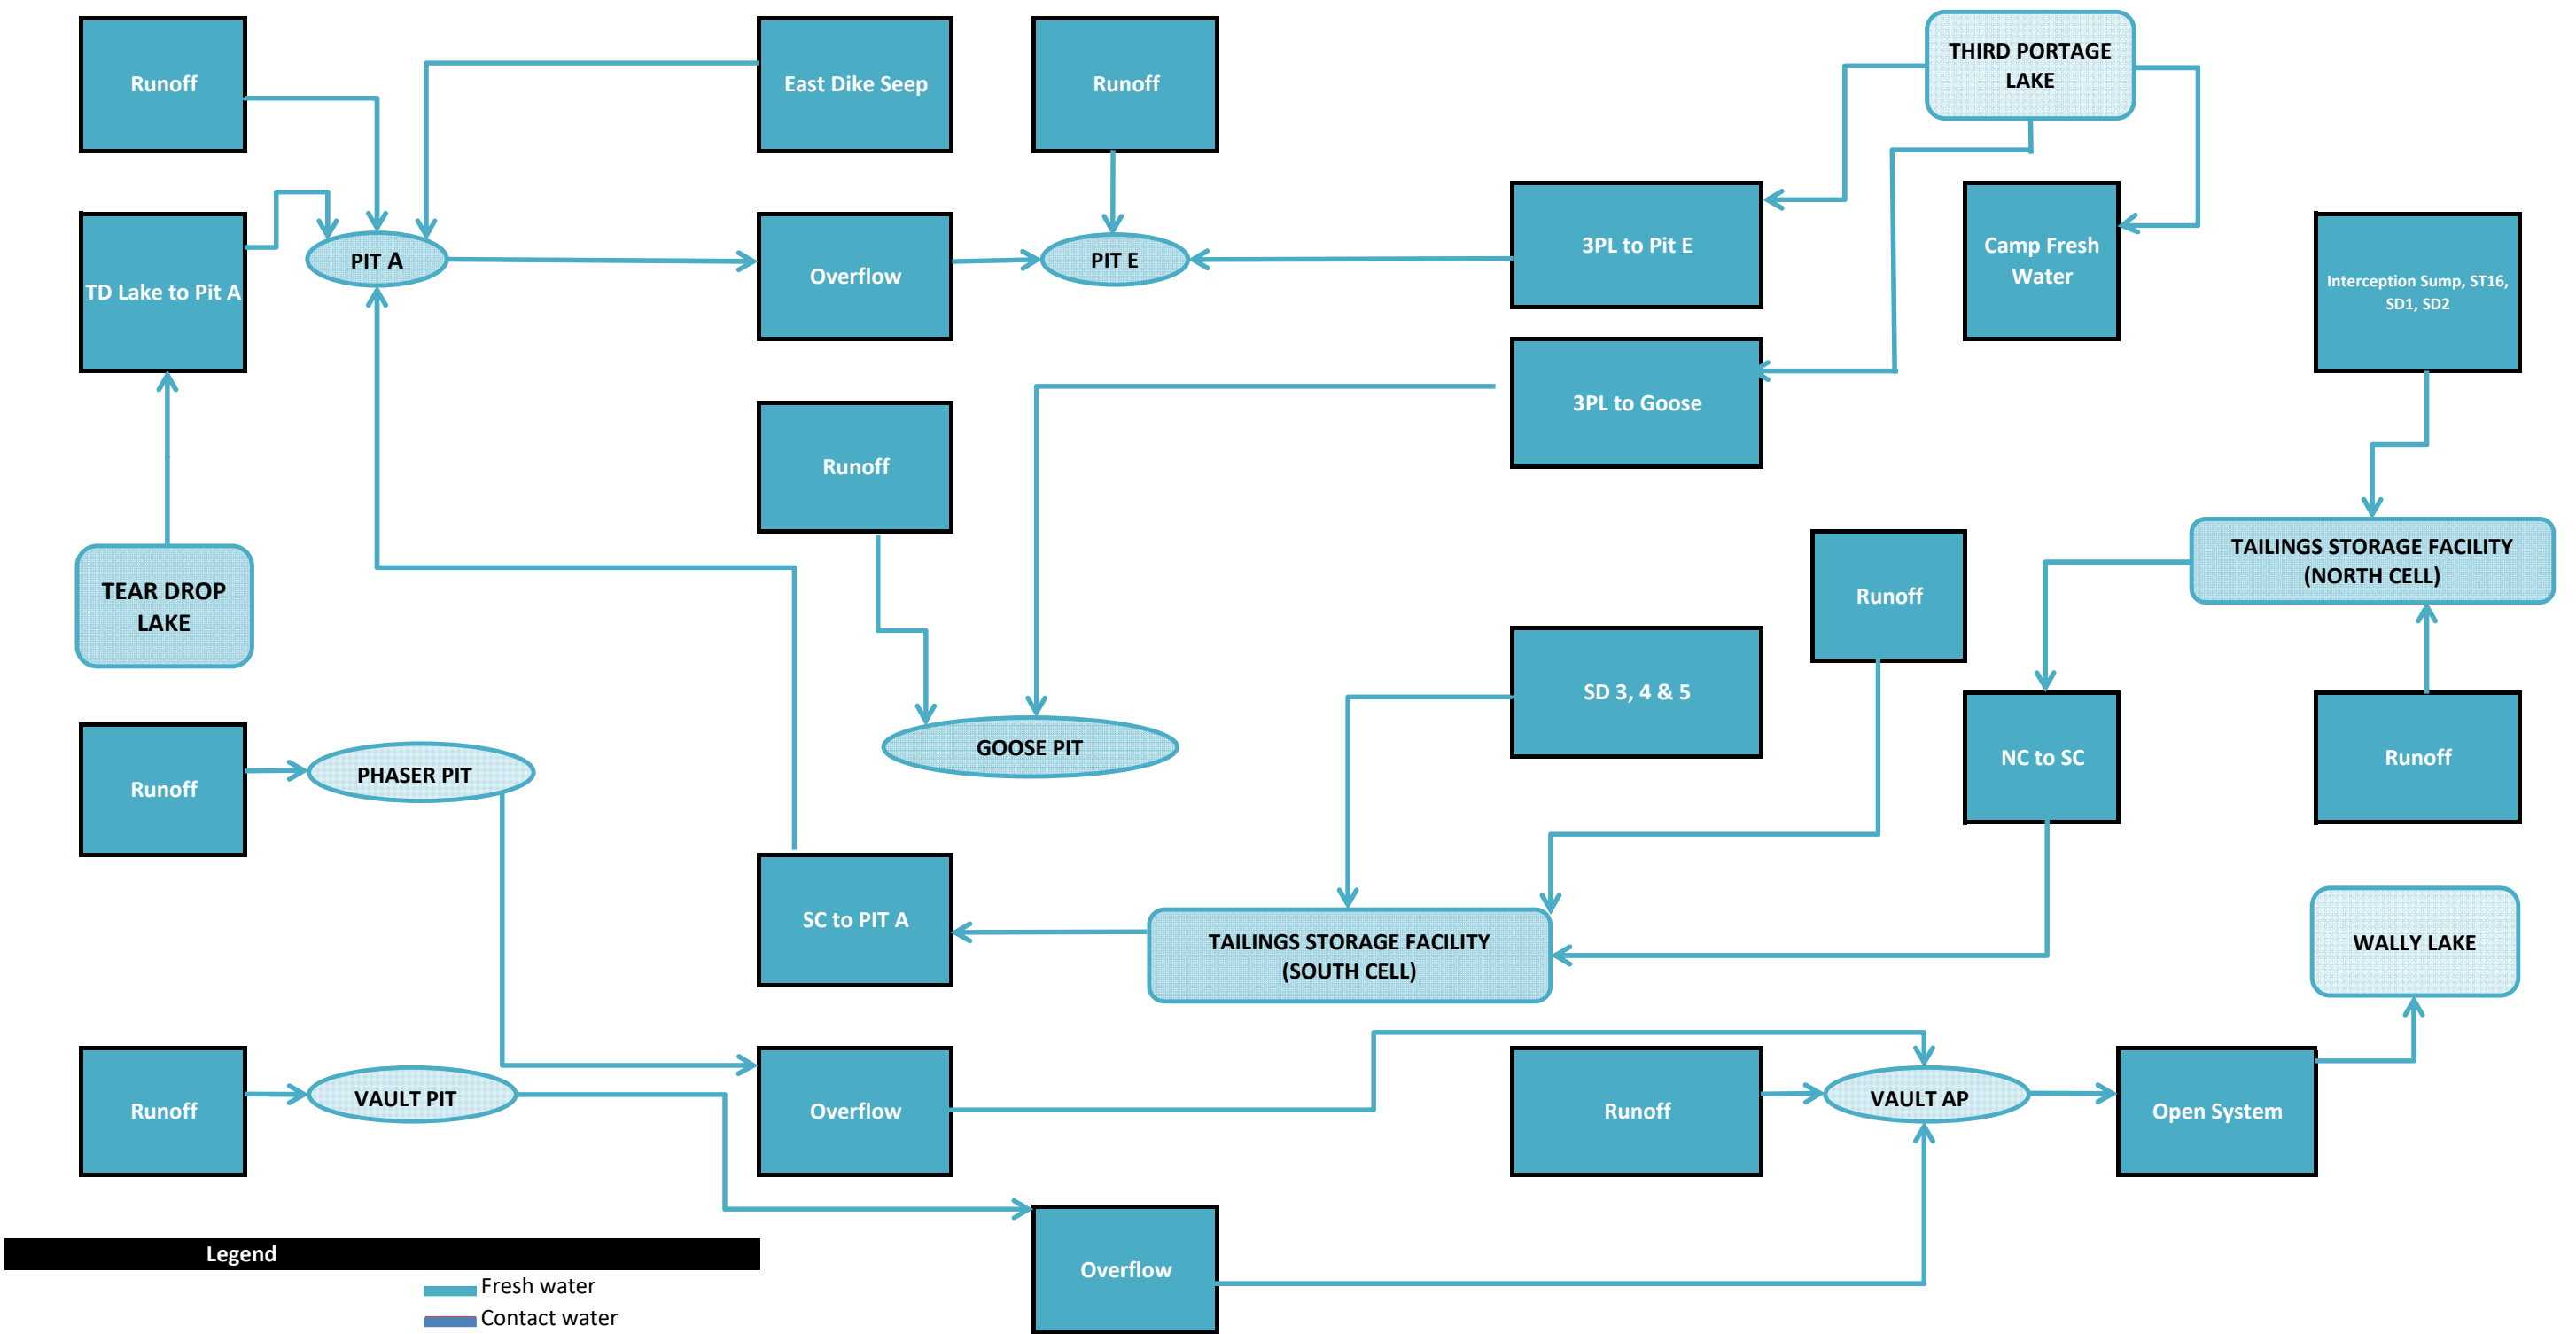 Runoff
East Dike Seep
Runoff
THIRD PORTAGE
LAKE
TD Lake to Pit A
PIT A
Overflow
PIT E
3PL to Pit E
Camp Fresh
Water
Interception Sump, ST16,
SD1, SD2
Runoff
3PL to Goose
TEAR DROP
LAKE
Runoff
TAILINGS STORAGE FACILITY
(NORTH CELL)
SD 3, 4 & 5
Runoff
PHASER PIT
GOOSE PIT
NC to SC
Runoff
SC to PIT A
TAILINGS STORAGE FACILITY
(SOUTH CELL)
WALLY LAKE
Runoff
VAULT PIT
Overflow
Runoff
VAULT AP
Open System
Overflow
Legend
Fresh water
Contact water